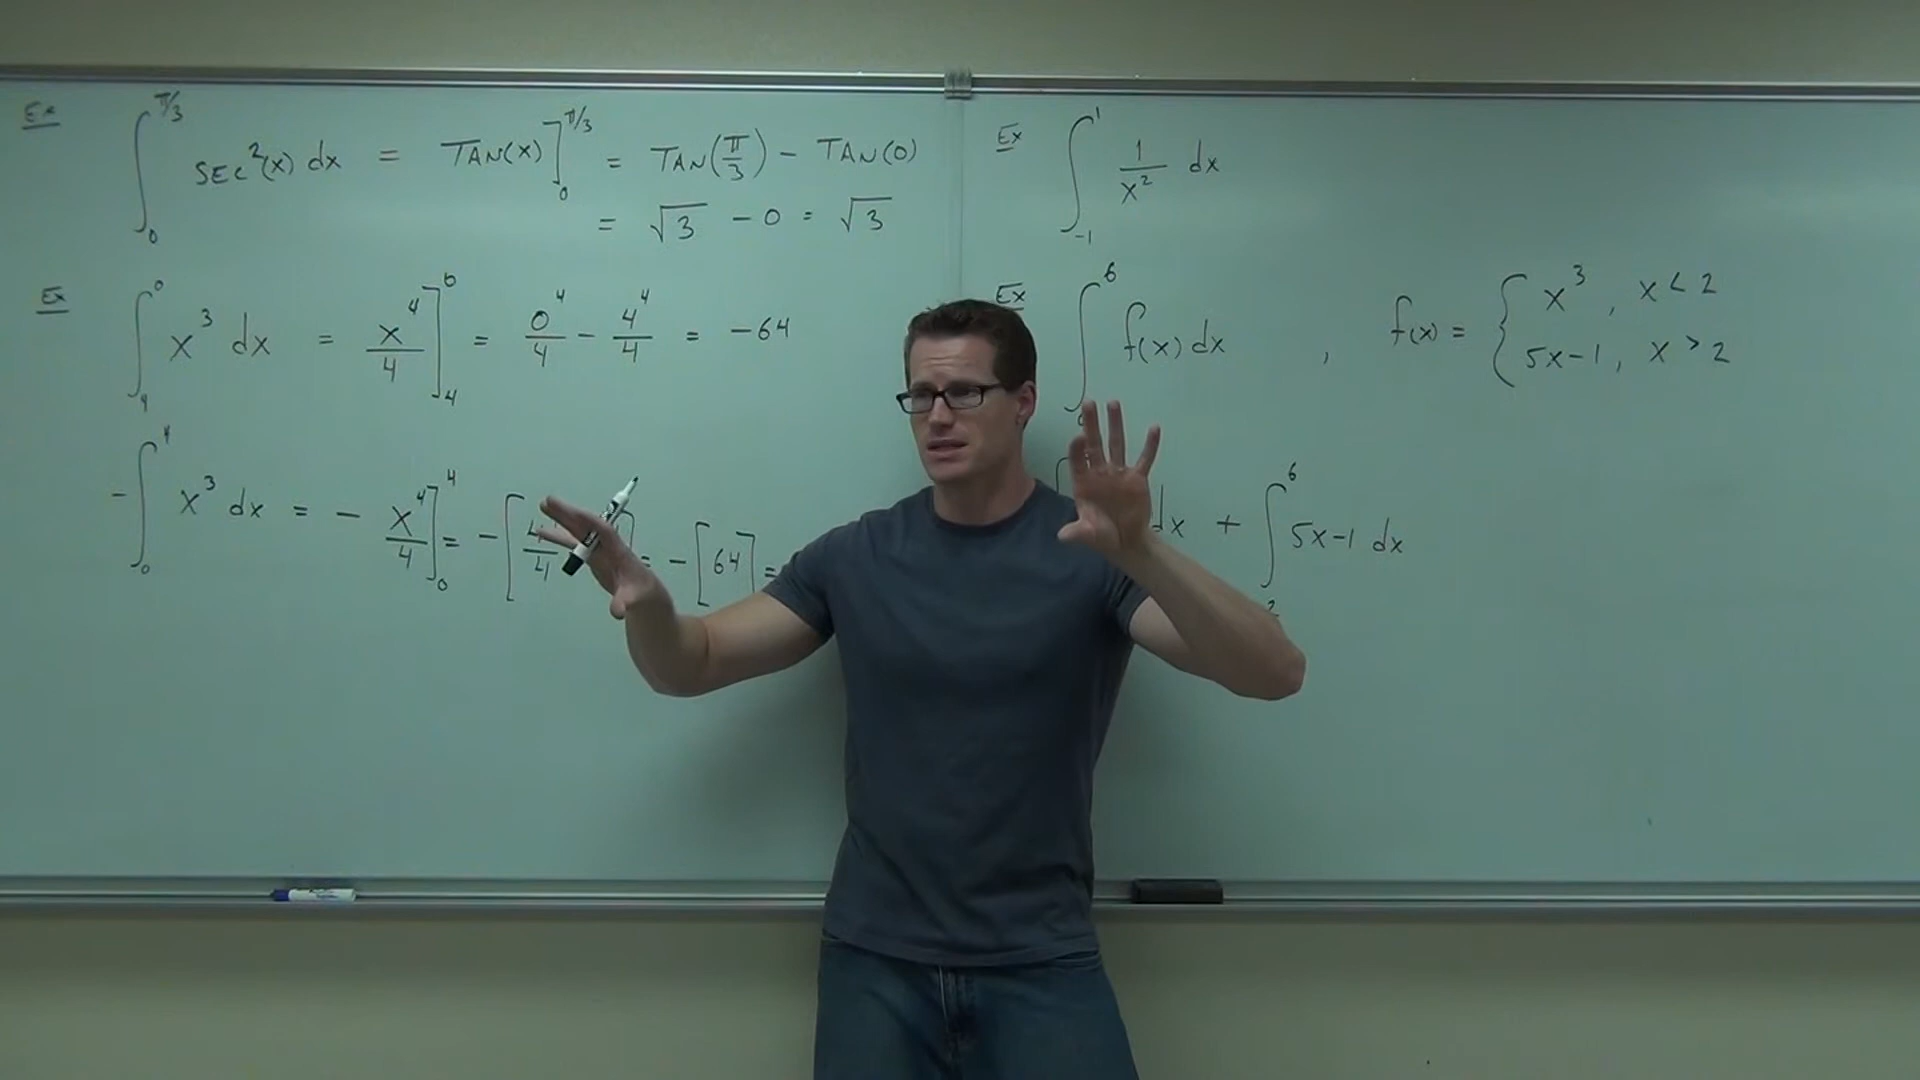 Ex ∫₀^π/3 SEC²(x) dx = TAN(x)]₀^π/3 = TAN(π/3) - TAN(0)
= √3 - 0 = √3
Ex ∫₄⁰ x³ dx = x⁴/4]₄⁰ = 0⁴/4 - 4⁴/4 = -64
-∫₀⁴ x³ dx = - x⁴/4]₀⁴ = -[ = -[64] =
Ex ∫₋₁¹ 1/x² dx
Ex ∫⁶ f(x) dx , f(x) = { x³, x < 2
5x-1, x > 2
dx + ∫₂⁶ 5x-1 dx